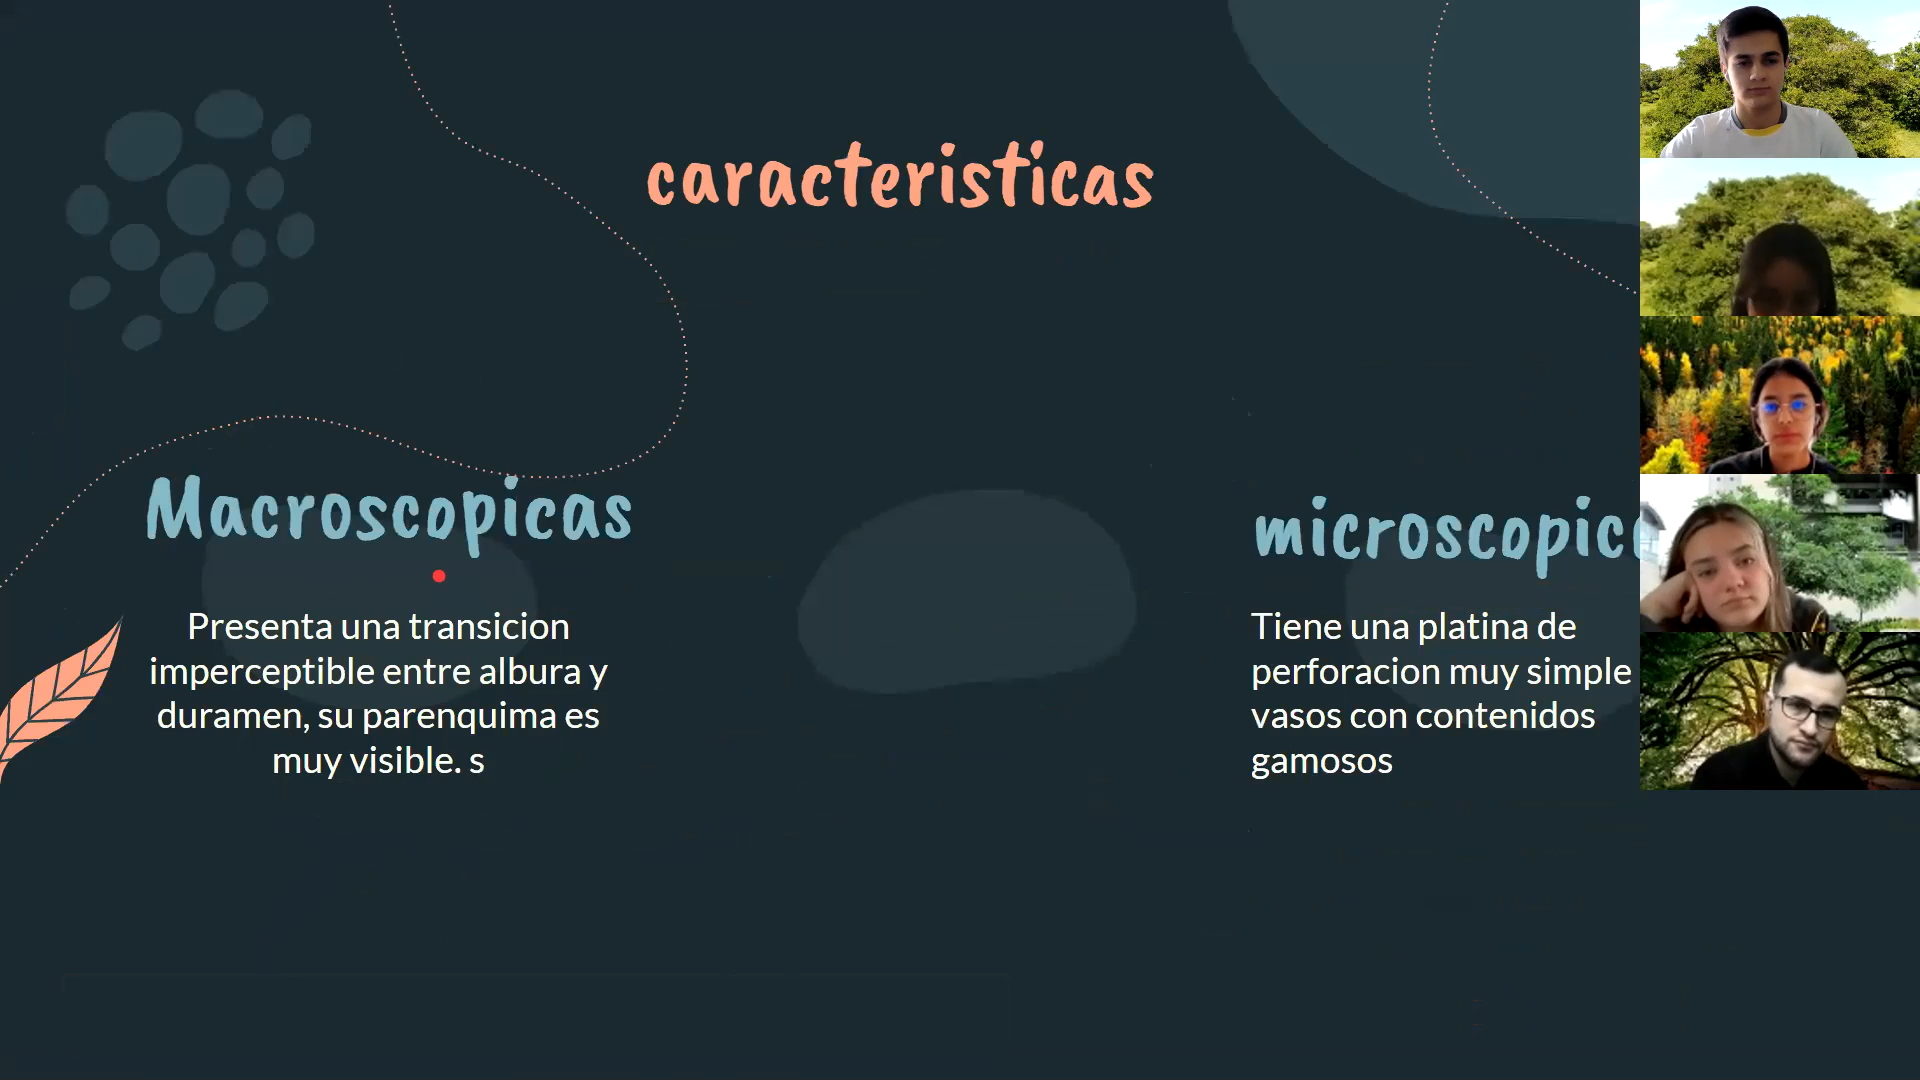 caracteristicas
Macroscopicas
Presenta una transicion
imperceptible entre albura y
duramen, su parenquima es
muy visible. s
microscopic
Tiene una platina de
perforacion muy simple
vasos con contenidos
gamosos